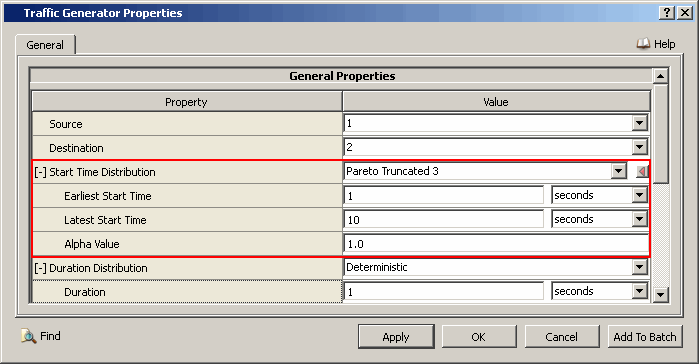 Traffic Generator Properties
General
Help
General Properties
Property Value
Source 1
Destination 2
[-] Start Time Distribution Pareto Truncated 3
Earliest Start Time 1 seconds
Latest Start Time 10 seconds
Alpha Value 1.0
[-] Duration Distribution Deterministic
Duration 1 seconds
Find Apply OK Cancel Add To Batch